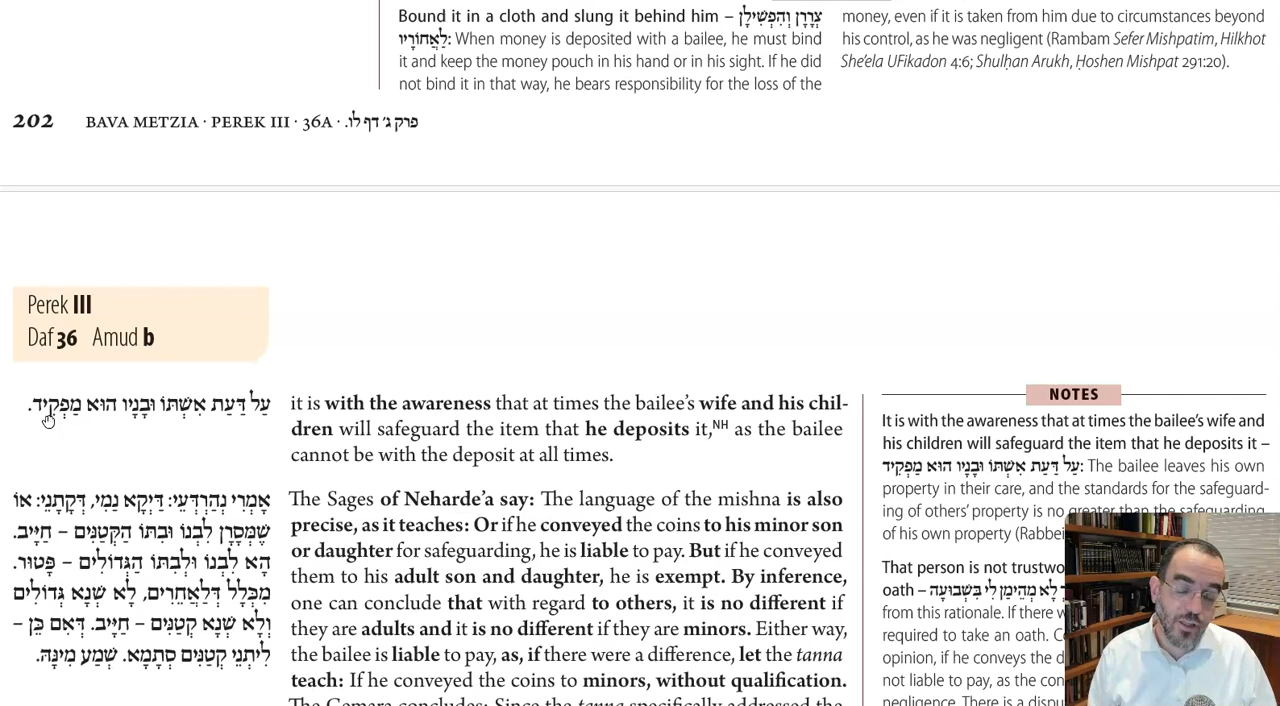 Bound it in a cloth and slung it behind him – צְרָרָן וְהִפְשִׁילָן
לַאֲחוֹרָיו: When money is deposited with a bailee, he must bind
it and keep the money pouch in his hand or in his sight. If he did
not bind it in that way, he bears responsibility for the loss of the
money, even if it is taken from him due to circumstances beyond
his control, as he was negligent (Rambam Sefer Mishpatim, Hilkhot
She'ela UFikadon 4:6; Shulḥan Arukh, Ḥoshen Mishpat 291:20).
202 BAVA METZIA · PEREK III · 36A · פרק ג׳ דף לו.
Perek III
Daf 36 Amud b
עַל דַּעַת אִשְׁתּוֹ וּבָנָיו הוּא מַפְקִיד.
אָמְרִי נְהַרְדָּעֵי: דַּיְקָא נַמֵי, דְּקָתָנֵי: אוֹ
שֶׁמְּסָרָן לִבְנוֹ וּבִתּוֹ הַקְּטַנִּים – חַיָּיב.
הָא לִבְנוֹ וּלְבִתּוֹ הַגְּדוֹלִים – פָּטוּר.
מִכְּלָל דִּלְאֲחֵרִים, לָא שְׁנָא גְּדוֹלִים
וְלָא שְׁנָא קְטַנִּים – חַיָּיב. דְּאִם כֵּן –
לִיתְנֵי קְטַנִּים סְתָמָא. שְׁמַע מִינָּהּ.
it is with the awareness that at times the bailee's wife and his chil-
dren will safeguard the item that he deposits it,NH as the bailee
cannot be with the deposit at all times.
The Sages of Neharde'a say: The language of the mishna is also
precise, as it teaches: Or if he conveyed the coins to his minor son
or daughter for safeguarding, he is liable to pay. But if he conveyed
them to his adult son and daughter, he is exempt. By inference,
one can conclude that with regard to others, it is no different if
they are adults and it is no different if they are minors. Either way,
the bailee is liable to pay, as, if there were a difference, let the tanna
teach: If he conveyed the coins to minors, without qualification.
The Gemara concludes: Since the tanna specifically addressed the
NOTES
It is with the awareness that at times the bailee's wife and
his children will safeguard the item that he deposits it –
עַל דַּעַת אִשְׁתּוֹ וּבָנָיו הוּא מַפְקִיד: The bailee leaves his own
property in their care, and the standards for the safeguard-
ing of others' property is no greater than the safeguarding
of his own property
That person is not
oath – לָא מְהֵימַן לִי בִּשְׁבוּעָה
from this rationale. If there
required to take an oath.
opinion, if he conveys the
not liable to pay, as the
negligence. There is a